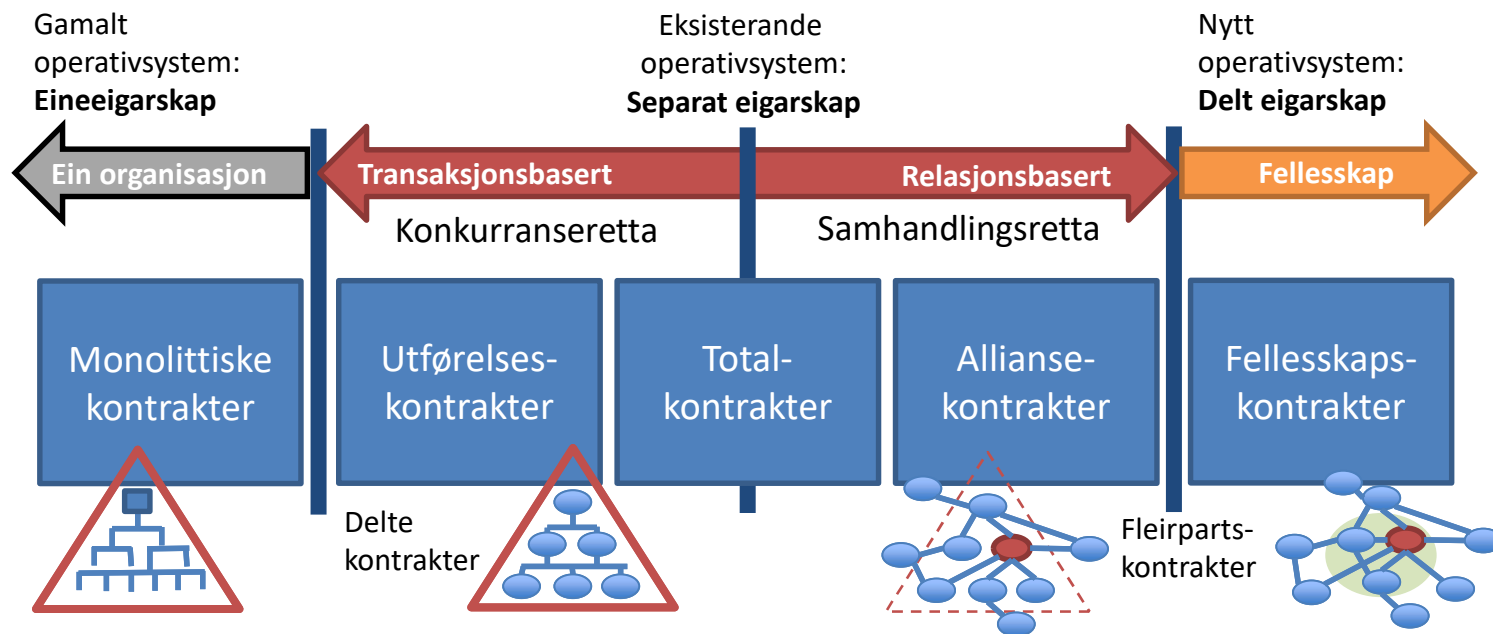 Gamalt
operativsystem:
Eineeigarskap
Eksisterande
operativsystem:
Separat eigarskap
Nytt
operativsystem:
Delt eigarskap
Ein organisasjon
Transaksjonsbasert
Relasjonsbasert
Fellesskap
Konkurranseretta
Samhandlingsretta
Monolittiske
kontrakter
Utførelses-
kontrakter
Total-
kontrakter
Allianse-
kontrakter
Fellesskaps-
kontrakter
Delte
kontrakter
Fleirparts-
kontrakter